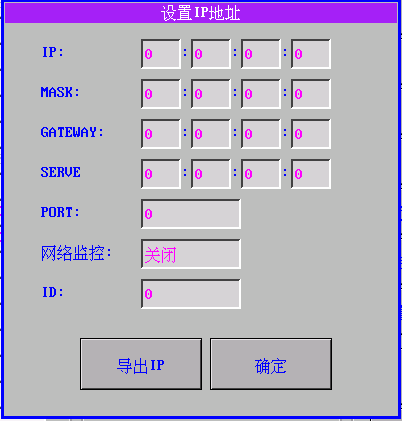 设置IP地址
IP: 0 : 0 : 0 : 0
MASK: 0 : 0 : 0 : 0
GATEWAY: 0 : 0 : 0 : 0
SERVE 0 : 0 : 0 : 0
PORT: 0
网络监控: 关闭
ID: 0
导出IP 确定